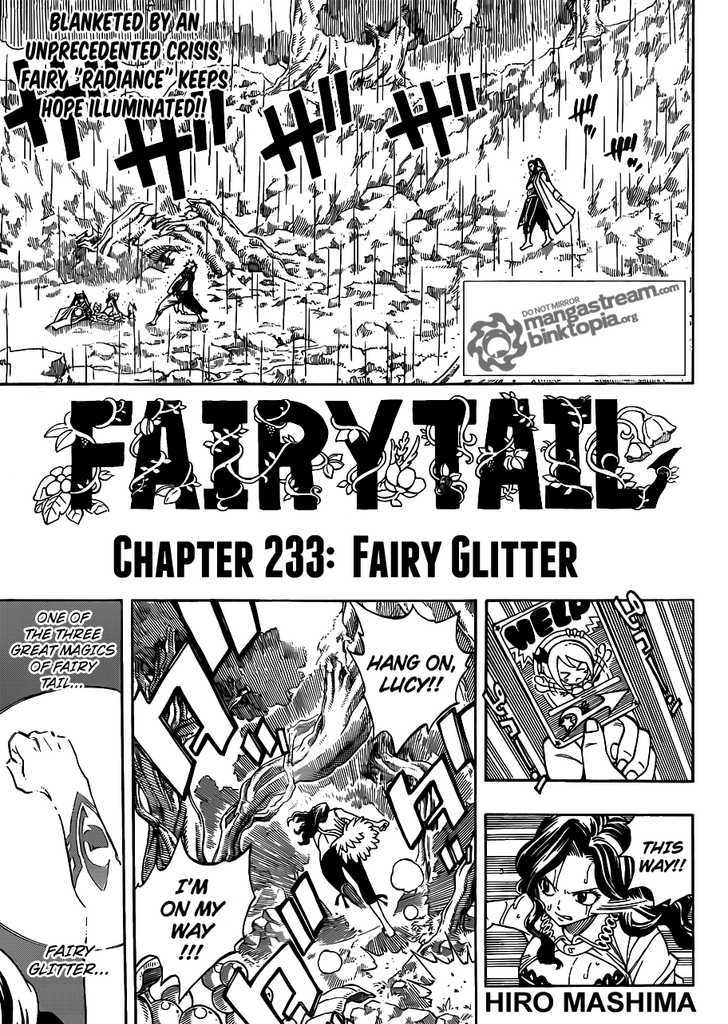 BLANKETED BY AN
UNPRECEDENTED CRISIS,
FAIRY "RADIANCE" KEEPS
HOPE ILLUMINATED!!
DO NOT MIRROR
mangastream.com
binktopia.org
FAIRY TAIL
CHAPTER 233: FAIRY GLITTER
HELP
HANG ON,
LUCY!!
THIS
WAY!!
I'M
ON MY
WAY
!!!
ONE OF
THE THREE
GREAT MAGICS
OF FAIRY
TAIL...
FAIRY
GLITTER...
HIRO MASHIMA